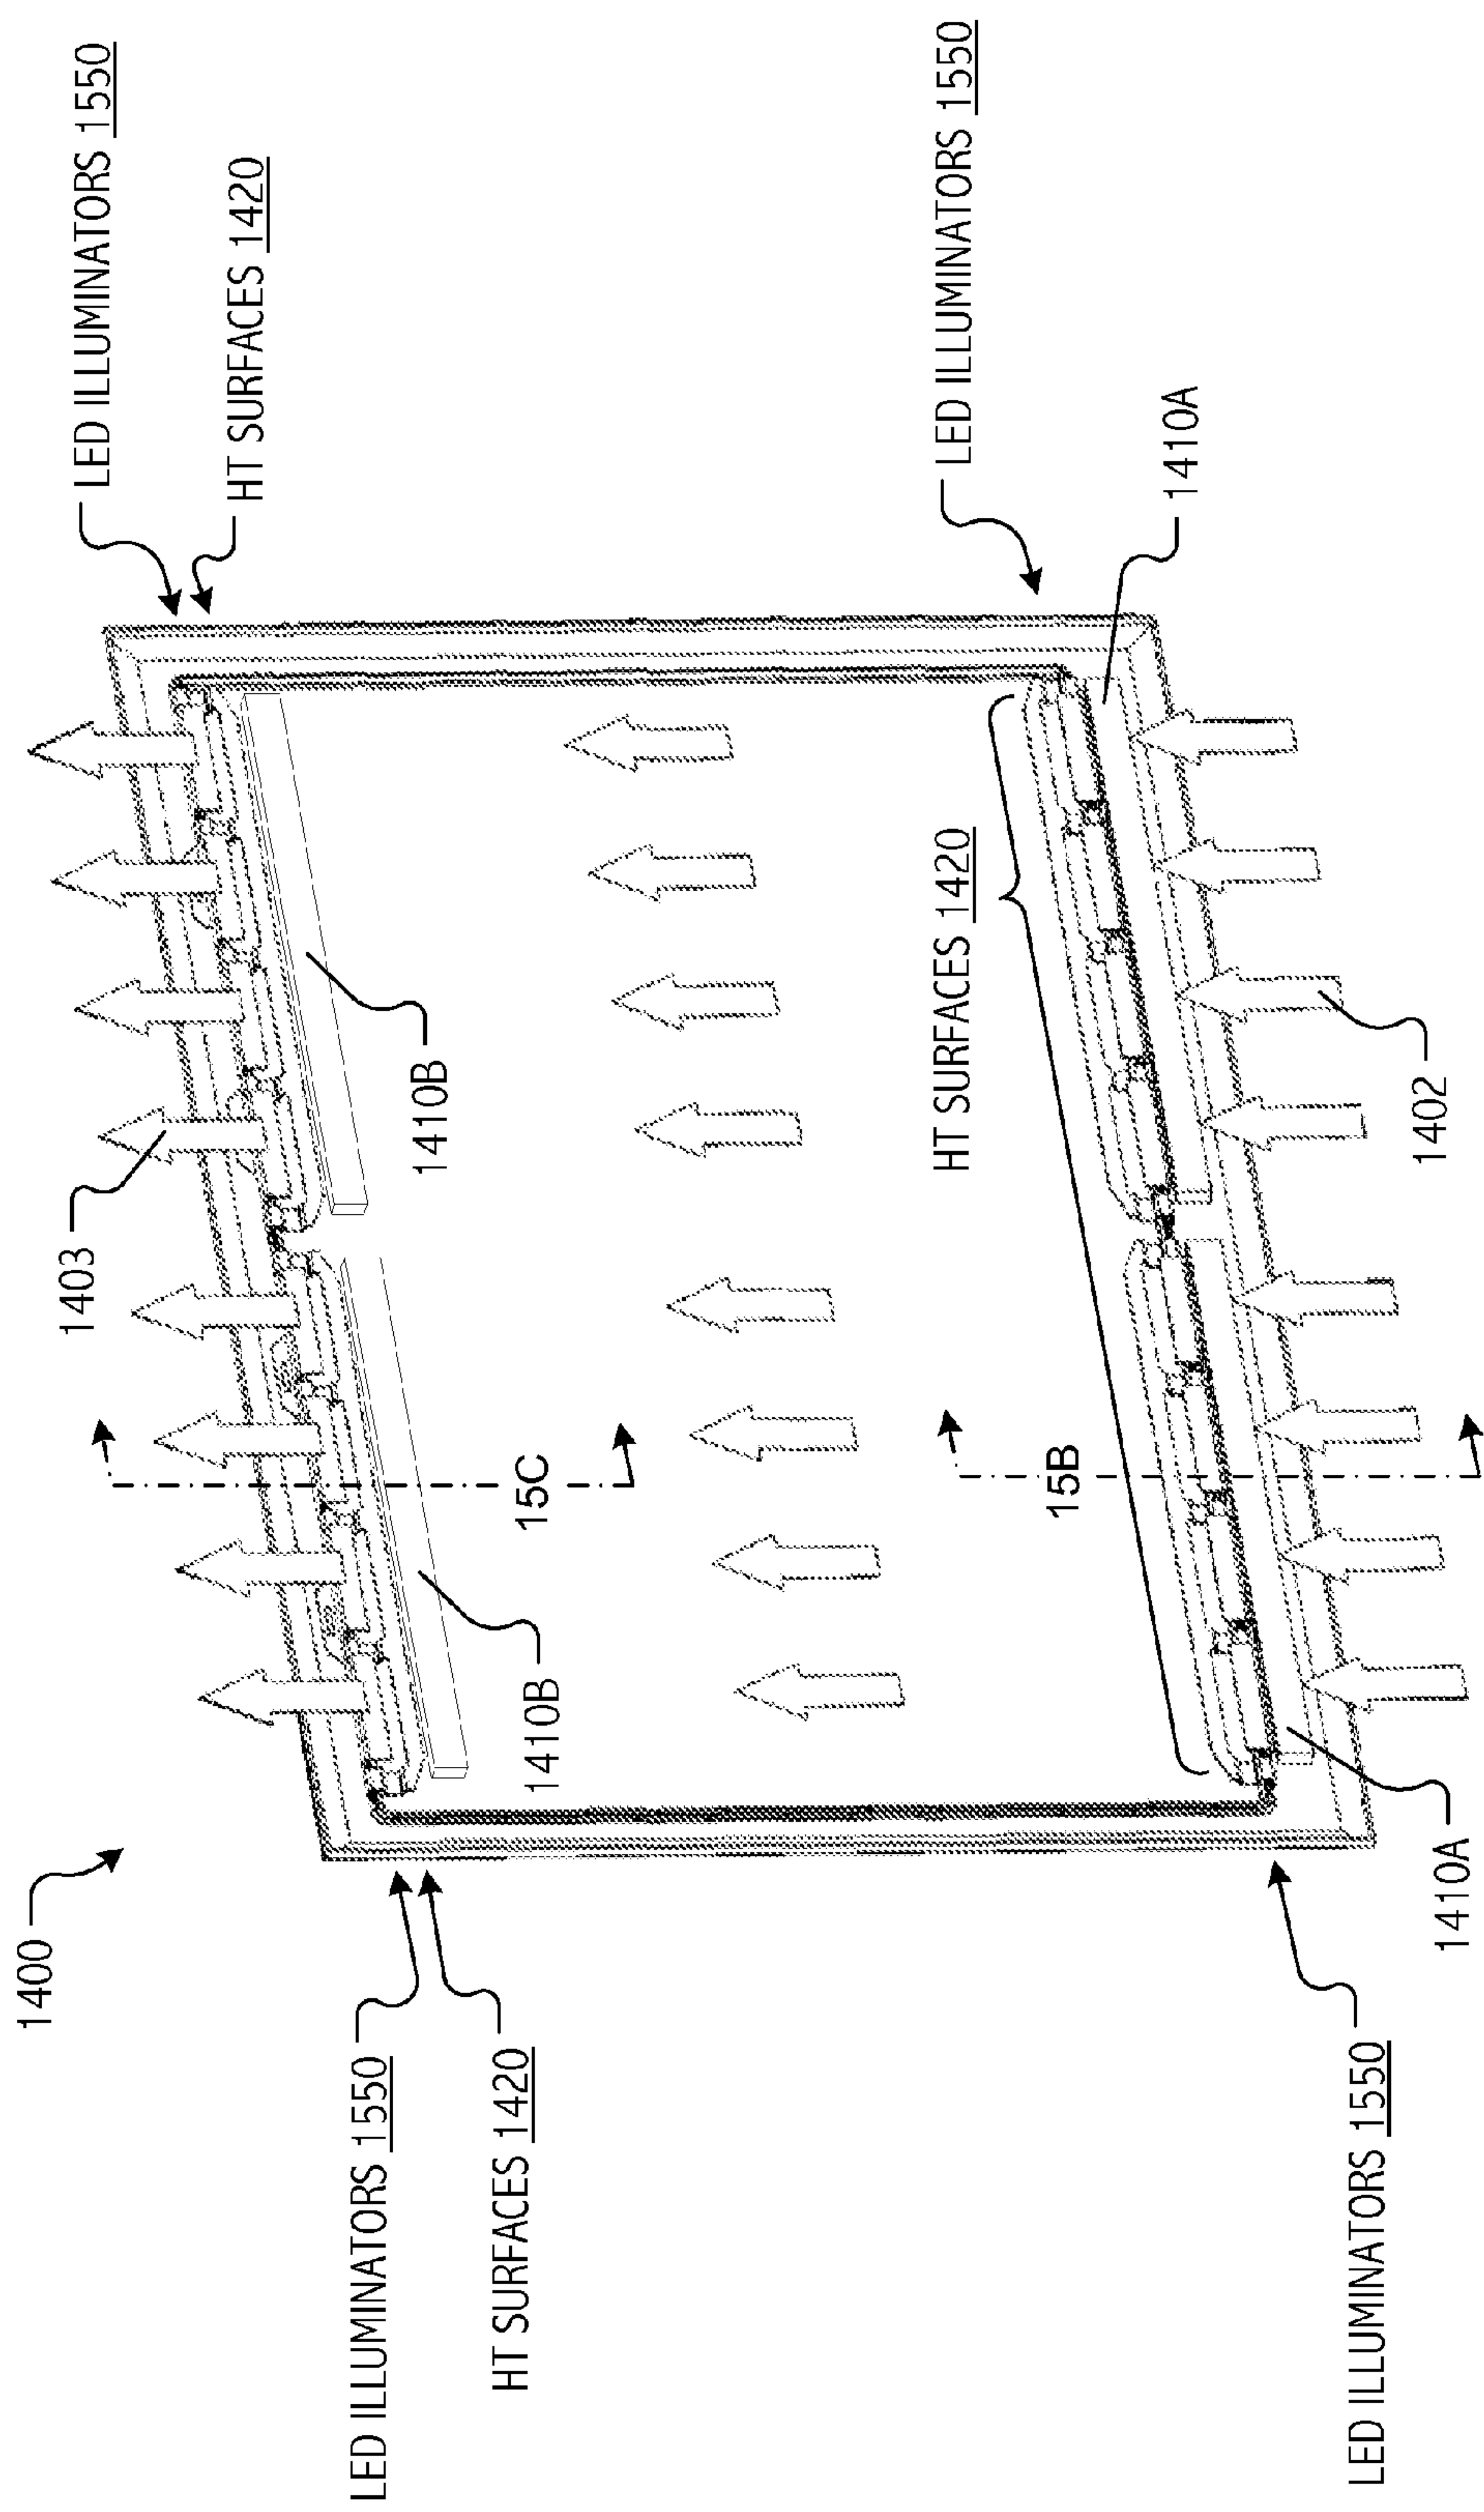 1400
LED ILLUMINATORS 1550
HT SURFACES 1420
LED ILLUMINATORS 1550
HT SURFACES 1420
1403
1410B
1410B
15C
15B
HT SURFACES 1420
LED ILLUMINATORS 1550
1410A
1402
1410A
LED ILLUMINATORS 1550